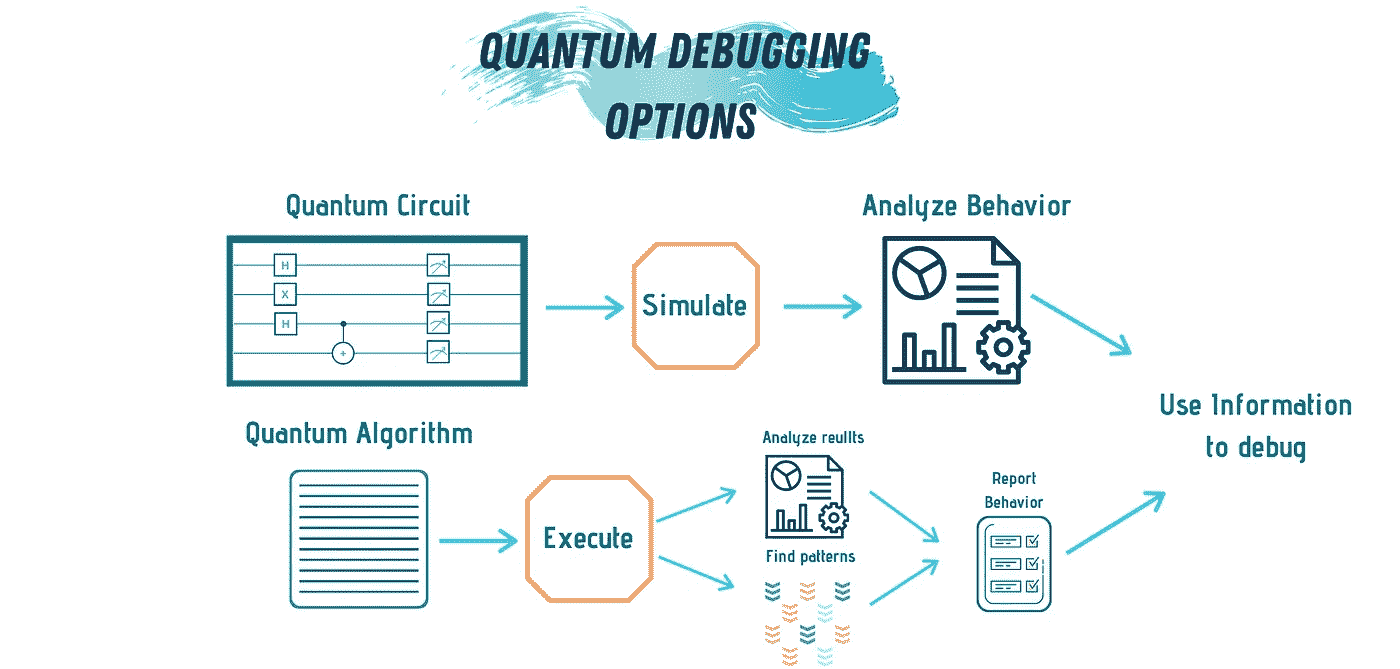 QUANTUM DEBUGGING
OPTIONS
Quantum Circuit
H
X
H
+
Simulate
Analyze Behavior
Quantum Algorithm
Execute
Analyze reullts
Find patterns
Report
Behavior
Use Information
to debug